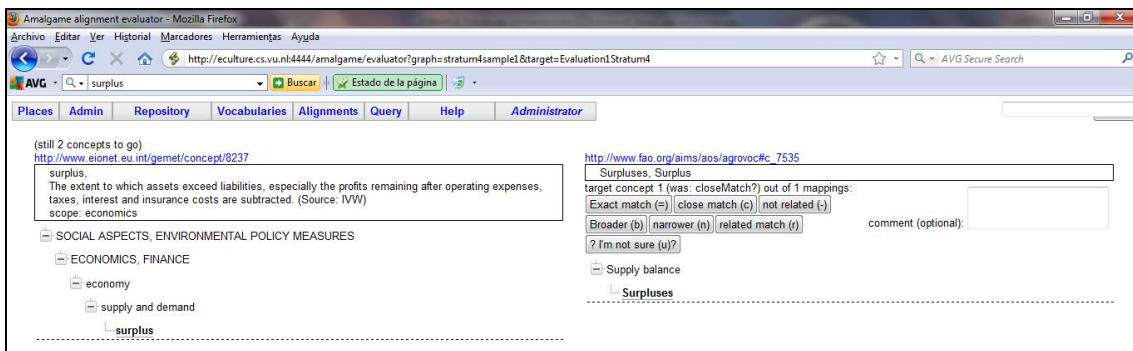 Amalgame alignment evaluator - Mozilla Firefox
Archivo Editar Ver Historial Marcadores Herramientas Ayuda
http://eculture.cs.vu.nl:4444/amalgame/evaluator?graph=stratum4sample1&target=Evaluation1Stratum4
AVG Secure Search
AVG surplus Buscar Estado de la página
Places Admin Repository Vocabularies Alignments Query Help Administrator
(still 2 concepts to go)
http://www.eionet.eu.int/gemet/concept/8237
surplus,
The extent to which assets exceed liabilities, especially the profits remaining after operating expenses,
taxes, interest and insurance costs are subtracted. (Source: IVW)
scope: economics
SOCIAL ASPECTS, ENVIRONMENTAL POLICY MEASURES
ECONOMICS, FINANCE
economy
supply and demand
surplus
http://www.fao.org/aims/aos/agrovoc#c_7535
Surpluses, Surplus
target concept 1 (was: closeMatch?) out of 1 mappings:
Exact match (=) close match (c) not related (-)
Broader (b) narrower (n) related match (r)
comment (optional):
? I'm not sure (u)?
Supply balance
Surpluses